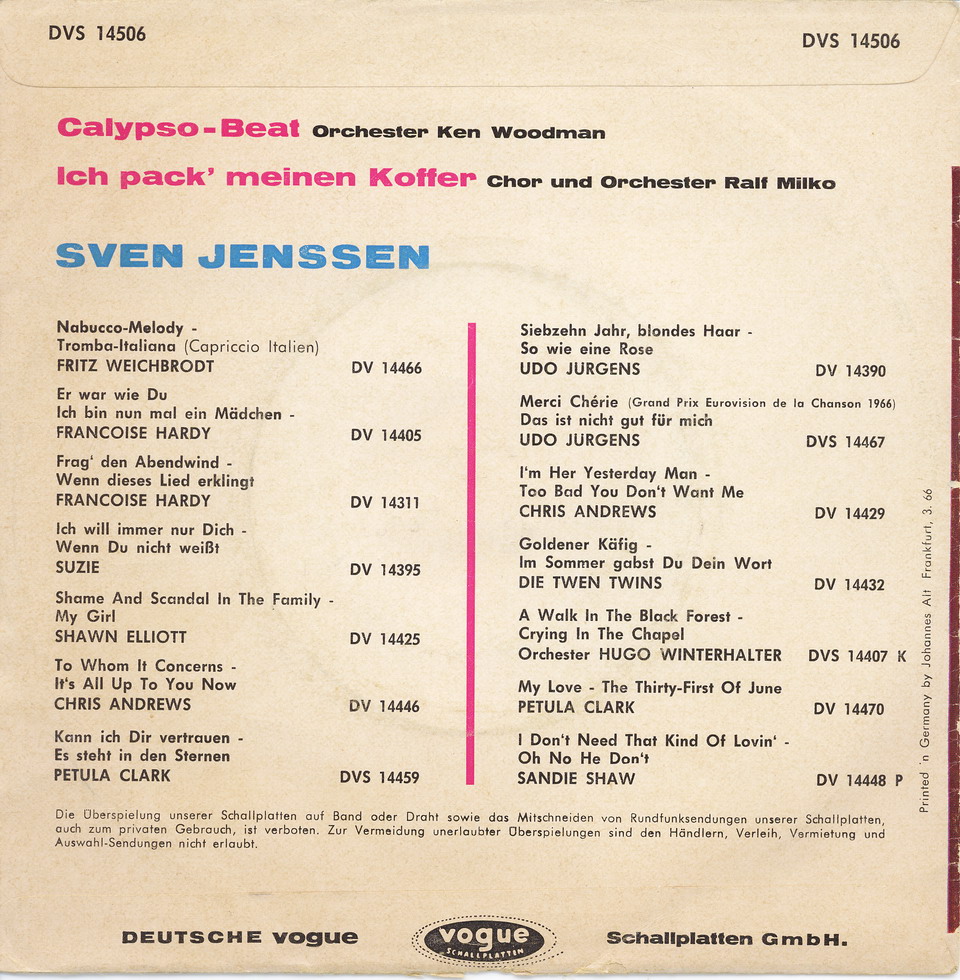 DVS 14506
DVS 14506
Calypso-Beat Orchester Ken Woodman
Ich pack' meinen Koffer Chor und Orchester Ralf Milko
SVEN JENSSEN
Nabucco-Melody -
Tromba-Italiana (Capriccio Italien)
FRITZ WEICHBRODT DV 14466
Er war wie Du
Ich bin nun mal ein Mädchen -
FRANCOISE HARDY DV 14405
Frag' den Abendwind -
Wenn dieses Lied erklingt
FRANCOISE HARDY DV 14311
Ich will immer nur Dich -
Wenn Du nicht weißt
SUZIE DV 14395
Shame And Scandal In The Family -
My Girl
SHAWN ELLIOTT DV 14425
To Whom It Concerns -
It's All Up To You Now
CHRIS ANDREWS DV 14446
Kann ich Dir vertrauen -
Es steht in den Sternen
PETULA CLARK DVS 14459
Siebzehn Jahr, blondes Haar -
So wie eine Rose
UDO JÜRGENS DV 14390
Merci Chérie (Grand Prix Eurovision de la Chanson 1966)
Das ist nicht gut für mich
UDO JÜRGENS DVS 14467
I'm Her Yesterday Man -
Too Bad You Don't Want Me
CHRIS ANDREWS DV 14429
Goldener Käfig -
Im Sommer gabst Du Dein Wort
DIE TWEN TWINS DV 14432
A Walk In The Black Forest -
Crying In The Chapel
Orchester HUGO WINTERHALTER DVS 14407 K
My Love - The Thirty-First Of June
PETULA CLARK DV 14470
I Don't Need That Kind Of Lovin' -
Oh No He Don't
SANDIE SHAW DV 14448 P
Die Überspielung unserer Schallplatten auf Band oder Draht sowie das Mitschneiden von Rundfunksendungen unserer Schallplatten,
auch zum privaten Gebrauch, ist verboten. Zur Vermeidung unerlaubter Überspielungen sind den Händlern, Verleih, Vermietung und
Auswahl-Sendungen nicht erlaubt.
Printed in Germany by Johannes Alt Frankfurt, 3. 66
DEUTSCHE vogue
vogue
SCHALLPLATTEN
Schallplatten GmbH.